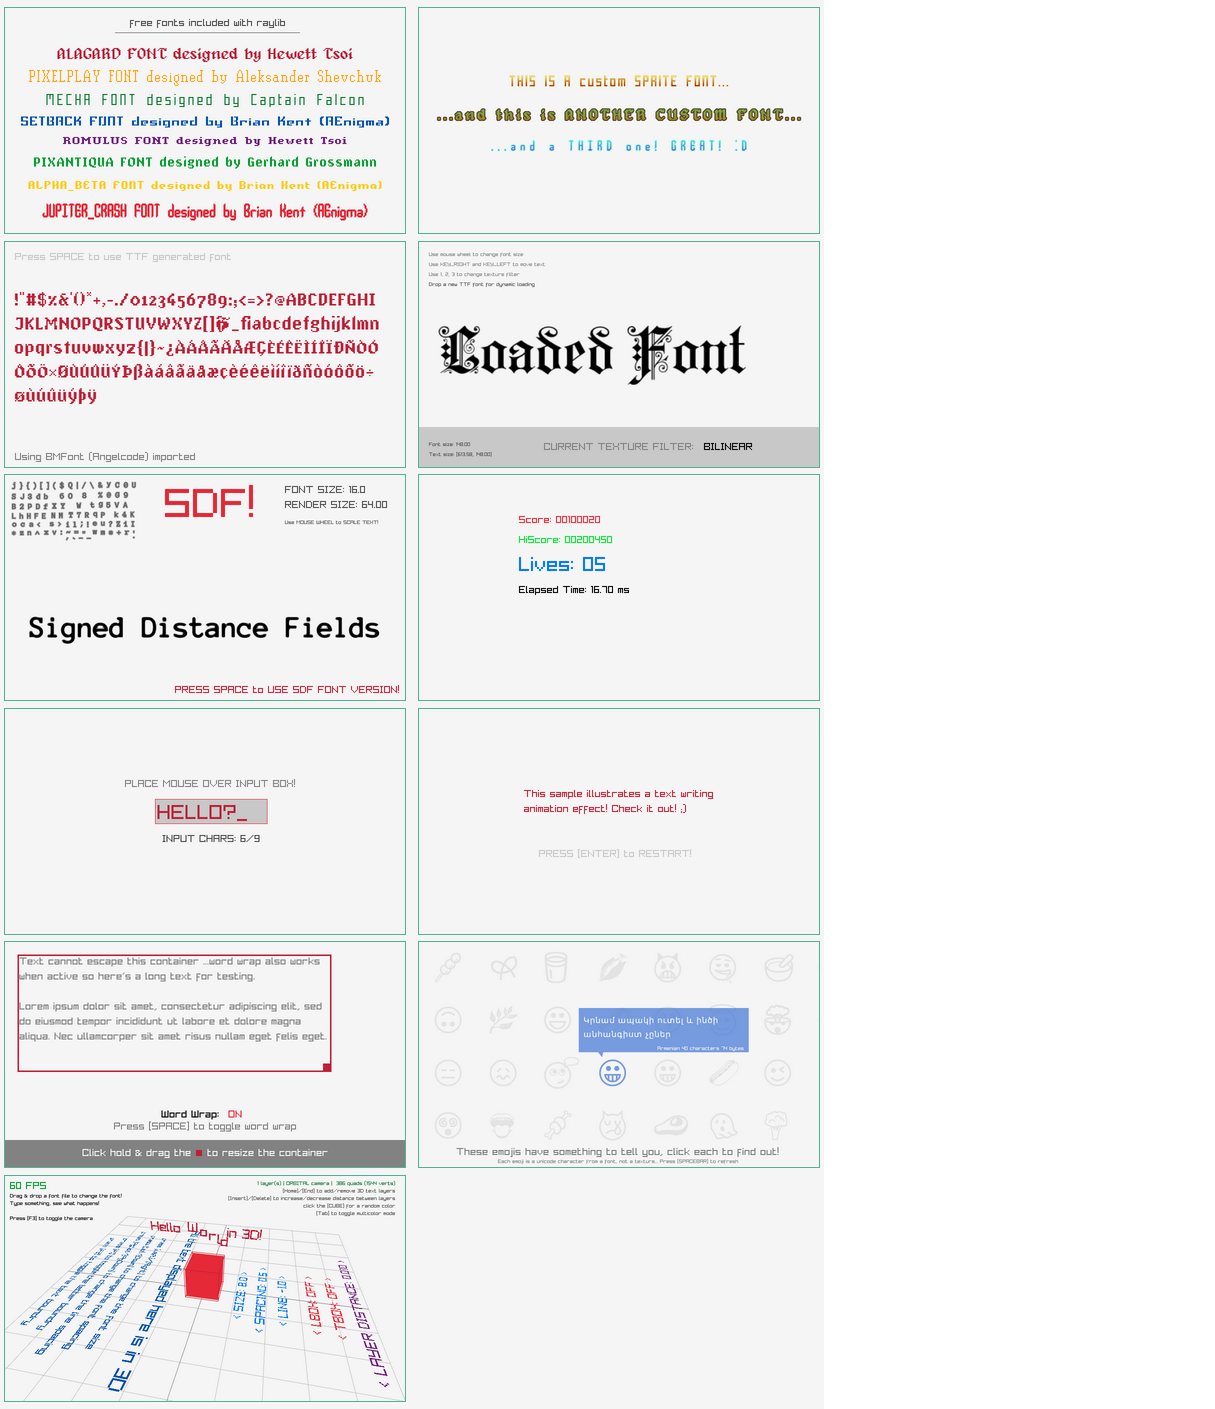 free fonts included with raylib
ALAGARD FONT designed by Hewett Tsoi
PIXELPLAY FONT designed by Aleksander Shevchuk
MECHA FONT designed by Captain Falcon
SETBACK FONT designed by Brian Kent (AEnigma)
ROMULUS FONT designed by Hewett Tsoi
PIXANTIQUA FONT designed by Gerhard Grossmann
ALPHA_BETA FONT designed by Brian Kent (AEnigma)
JUPITER_CRASH FONT designed by Brian Kent (AEnigma)
THIS IS A custom SPRITE FONT...
...and this is ANOTHER CUSTOM FONT...
...and a THIRD one! GREAT! :D
Press SPACE to use TTF generated font
!"#$%&'()*+,-./0123456789:;<=>?@ABCDEFGHI
Using BMFont (Angelcode) imported
Use mouse wheel to change font size
Use KEY_RIGHT and KEY_LEFT to move text
Use 1, 2, 3 to change texture filter
Drop a new TTF font for dynamic loading
Loaded Font
Font size: 148.00
CURRENT TEXTURE FILTER: BILINEAR
SDF!
FONT SIZE: 16.0
RENDER SIZE: 64.00
Use MOUSE WHEEL to SCALE TEXT!
Signed Distance Fields
PRESS SPACE to USE SDF FONT VERSION!
Score: 00100020
HiScore: 00200450
Lives: 05
Elapsed Time: 16.70 ms
PLACE MOUSE OVER INPUT BOX!
HELLO?_
INPUT CHARS: 6/9
This sample illustrates a text writing
animation effect! Check it out! ;)
PRESS [ENTER] to RESTART!
Text cannot escape this container ...word wrap also works
when active so here's a long text for testing.
Lorem ipsum dolor sit amet, consectetur adipiscing elit, sed
do eiusmod tempor incididunt ut labore et dolore magna
aliqua. Nec ullamcorper sit amet risus nullam eget felis eget.
Word Wrap: ON
Press [SPACE] to toggle word wrap
Click hold & drag the to resize the container
Կրնամ ապակի ուտել և ինծի
անհանգիստ չըներ
Armenian 40 characters 74 bytes
These emojis have something to tell you, click each to find out!
Each emoji is a unicode character from a font, not a texture... Press [SPACEBAR] to refresh
60 FPS
Drag & drop a font file to change the font!
Type something, see what happens!
Press [F3] to toggle the camera
1 layer(s) | ORBITAL camera | 386 quads (1544 verts)
[Home]/[End] to add/remove 3D text layers
[Insert]/[Delete] to increase/decrease distance between layers
click the [CUBE] for a random color
[Tab] to toggle multicolor mode
Hello World in 3D!
< SIZE: 8.0 >
< SPACING: 0.5 >
< LINE: -1.0 >
< LBOX: OFF >
< TBOX: OFF >
< LAYER DISTANCE: 0.00 >